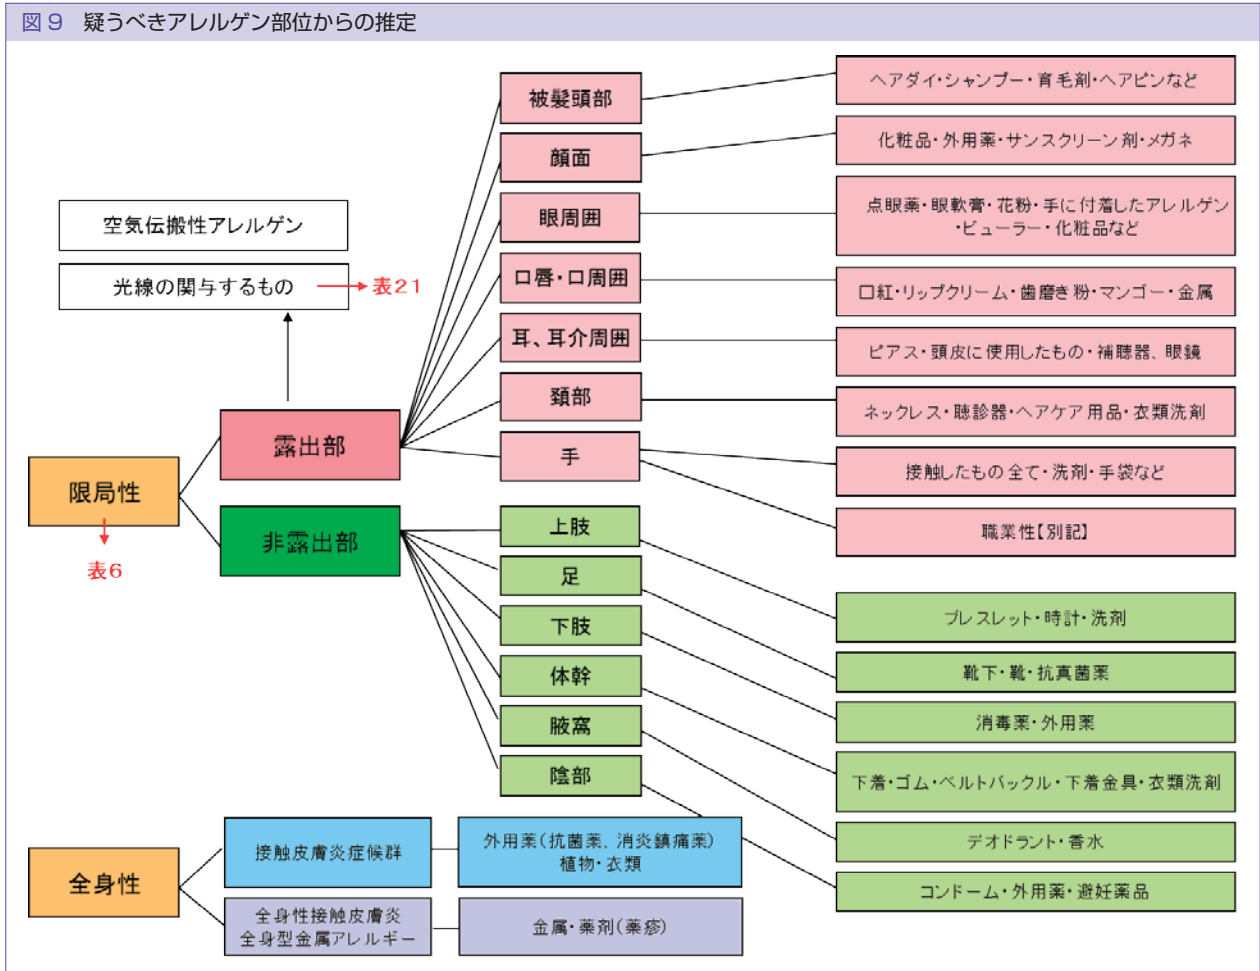 図9 疑うべきアレルゲン部位からの推定
空気伝搬性アレルゲン
光線の関与するもの
表21
限局性
表6
露出部
被髪頭部
ヘアダイ・シャンプー・育毛剤・ヘアピンなど
顔面
化粧品・外用薬・サンスクリーン剤・メガネ
眼周囲
点眼薬・眼軟膏・花粉・手に付着したアレルゲン
・ビューラー・化粧品など
口唇・口周囲
口紅・リップクリーム・歯磨き粉・マンゴー・金属
耳、耳介周囲
ピアス・頭皮に使用したもの・補聴器、眼鏡
頚部
ネックレス・聴診器・ヘアケア用品・衣類洗剤
手
接触したもの全て・洗剤・手袋など
職業性【別記】
非露出部
上肢
ブレスレット・時計・洗剤
足
靴下・靴・抗真菌薬
下肢
消毒薬・外用薬
体幹
下着・ゴム・ベルトバックル・下着金具・衣類洗剤
腋窩
デオドラント・香水
陰部
コンドーム・外用薬・避妊薬品
全身性
接触皮膚炎症候群
外用薬(抗菌薬、消炎鎮痛薬)
植物・衣類
全身性接触皮膚炎
全身型金属アレルギー
金属・薬剤(薬疹)